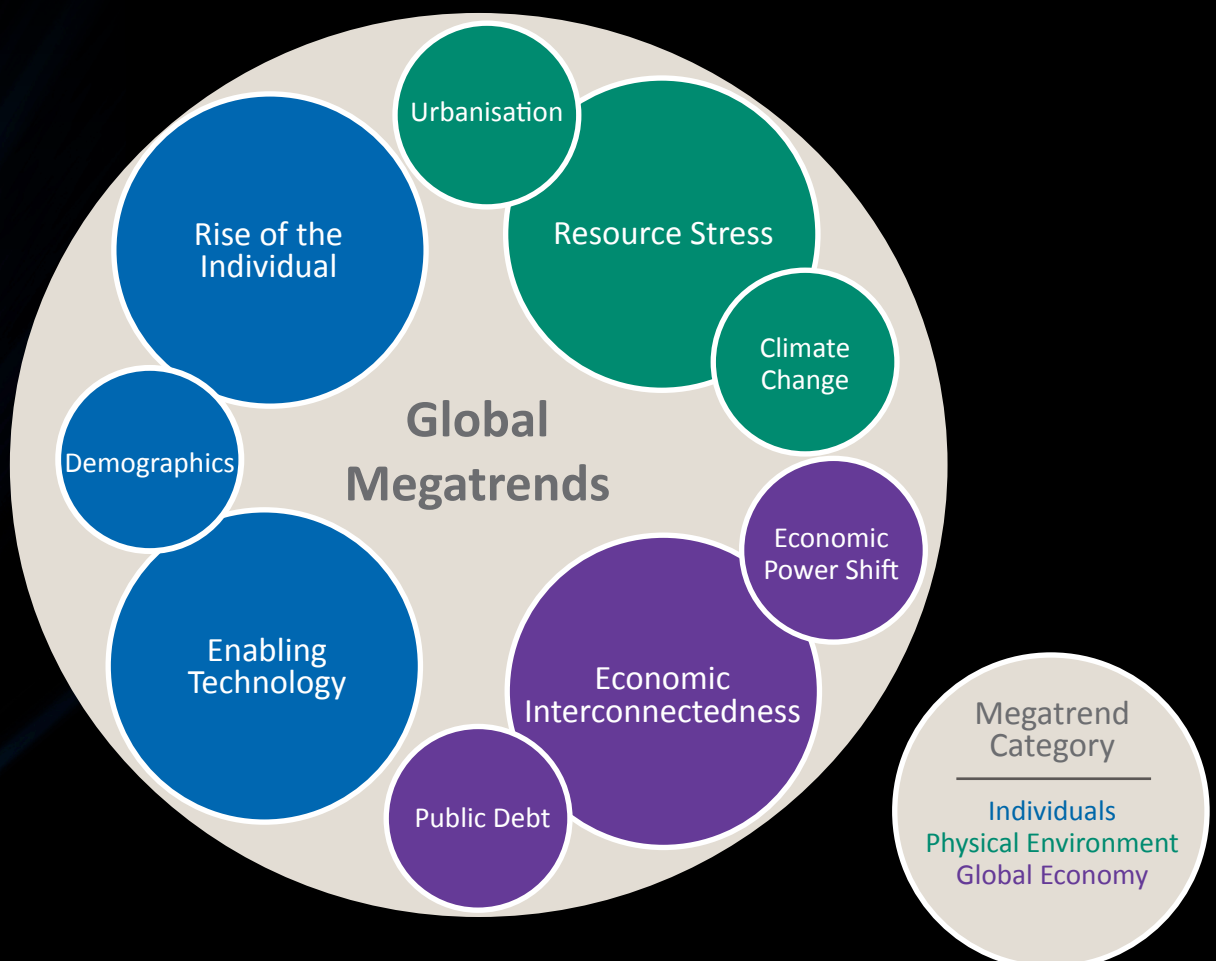 Urbanisation
Rise of the
Individual
Resource Stress
Climate
Change
Global
Megatrends
Demographics
Economic
Power Shift
Enabling
Technology
Economic
Interconnectedness
Public Debt
Megatrend
Category
Individuals
Physical Environment
Global Economy